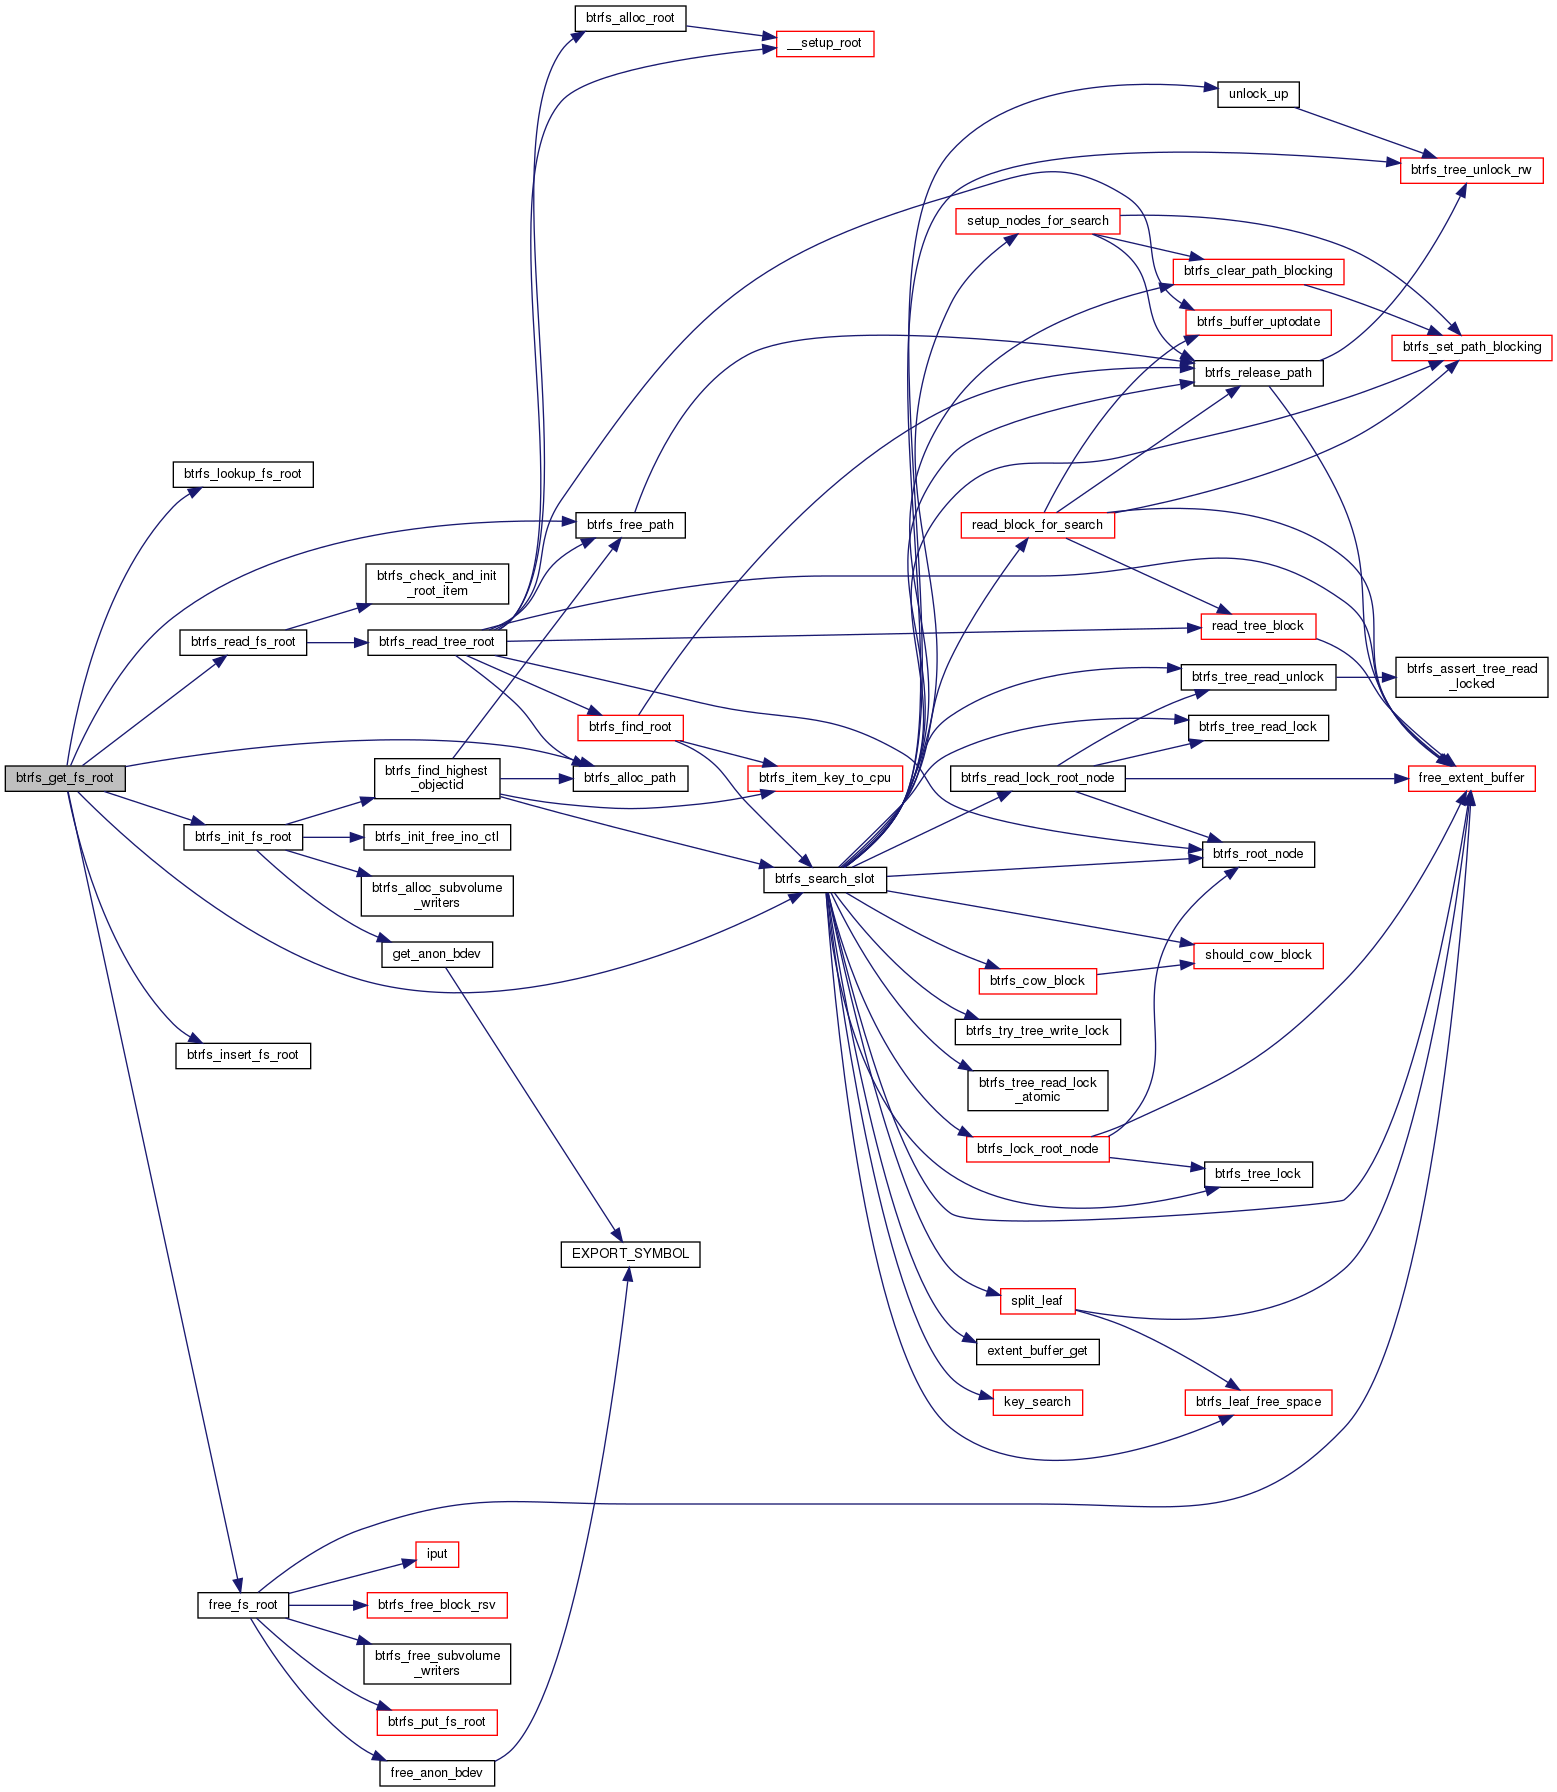 btrfs_alloc_root
__setup_root
unlock_up
btrfs_tree_unlock_rw
setup_nodes_for_search
btrfs_clear_path_blocking
btrfs_buffer_uptodate
btrfs_set_path_blocking
btrfs_release_path
btrfs_lookup_fs_root
btrfs_free_path
read_block_for_search
btrfs_check_and_init
_root_item
btrfs_read_fs_root
btrfs_read_tree_root
read_tree_block
btrfs_tree_read_unlock
btrfs_assert_tree_read
_locked
btrfs_find_root
btrfs_tree_read_lock
btrfs_get_fs_root
btrfs_find_highest
_objectid
btrfs_alloc_path
btrfs_item_key_to_cpu
btrfs_read_lock_root_node
free_extent_buffer
btrfs_init_fs_root
btrfs_init_free_ino_ctl
btrfs_root_node
btrfs_search_slot
btrfs_alloc_subvolume
_writers
get_anon_bdev
should_cow_block
btrfs_cow_block
btrfs_insert_fs_root
btrfs_try_tree_write_lock
btrfs_tree_read_lock
_atomic
btrfs_lock_root_node
btrfs_tree_lock
EXPORT_SYMBOL
split_leaf
extent_buffer_get
key_search
btrfs_leaf_free_space
iput
free_fs_root
btrfs_free_block_rsv
btrfs_free_subvolume
_writers
btrfs_put_fs_root
free_anon_bdev